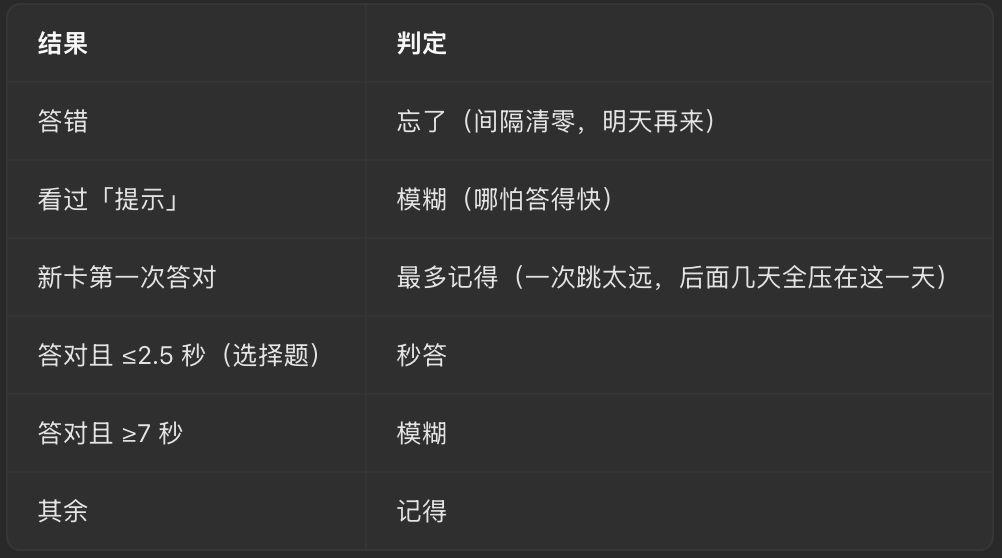 结果
判定
答错
忘了（间隔清零，明天再来）
看过「提示」
模糊（哪怕答得快）
新卡第一次答对
最多记得（一次跳太远，后面几天全压在这一天）
答对且 ≤2.5 秒（选择题）
秒答
答对且 ≥7 秒
模糊
其余
记得